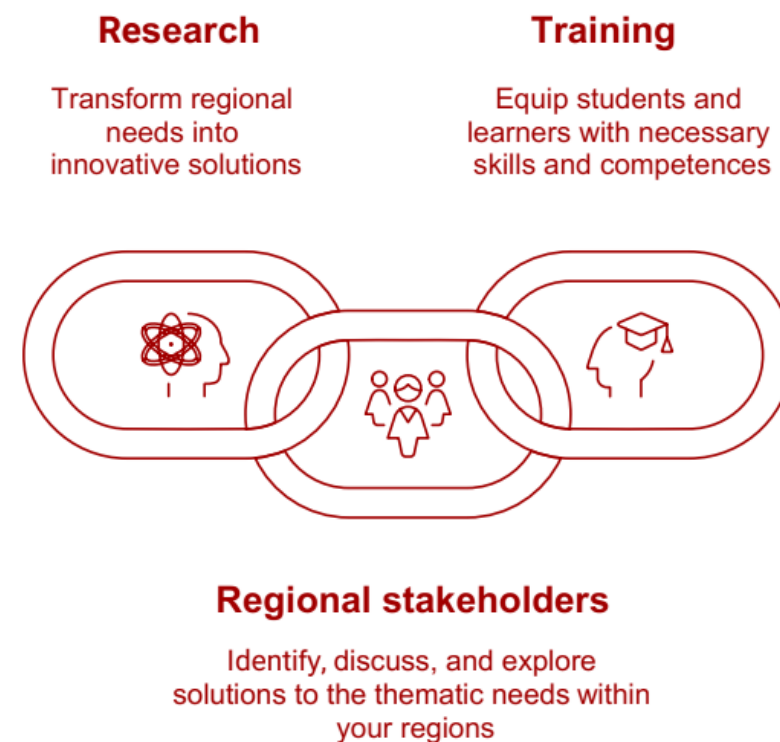 Research
Transform regional
needs into
innovative solutions
Training
Equip students and
learners with necessary
skills and competences
Regional stakeholders
Identify, discuss, and explore
solutions to the thematic needs within
your regions